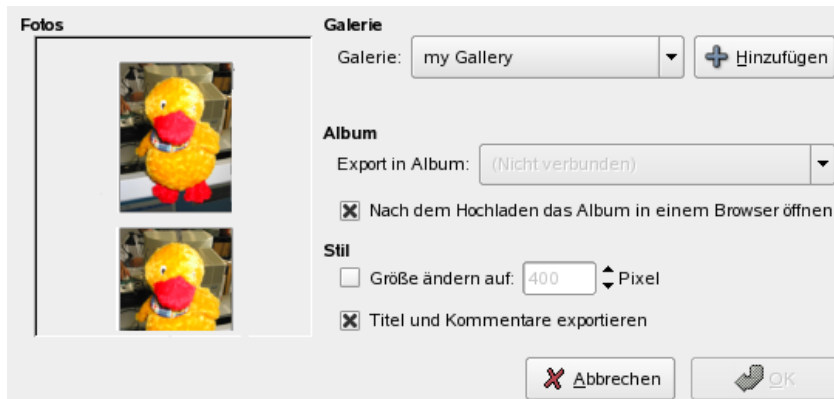 Fotos
Galerie
Galerie: my Gallery Hinzufügen
Album
Export in Album: (Nicht verbunden)
Nach dem Hochladen das Album in einem Browser öffnen
Stil
Größe ändern auf: 400 Pixel
Titel und Kommentare exportieren
Abbrechen OK